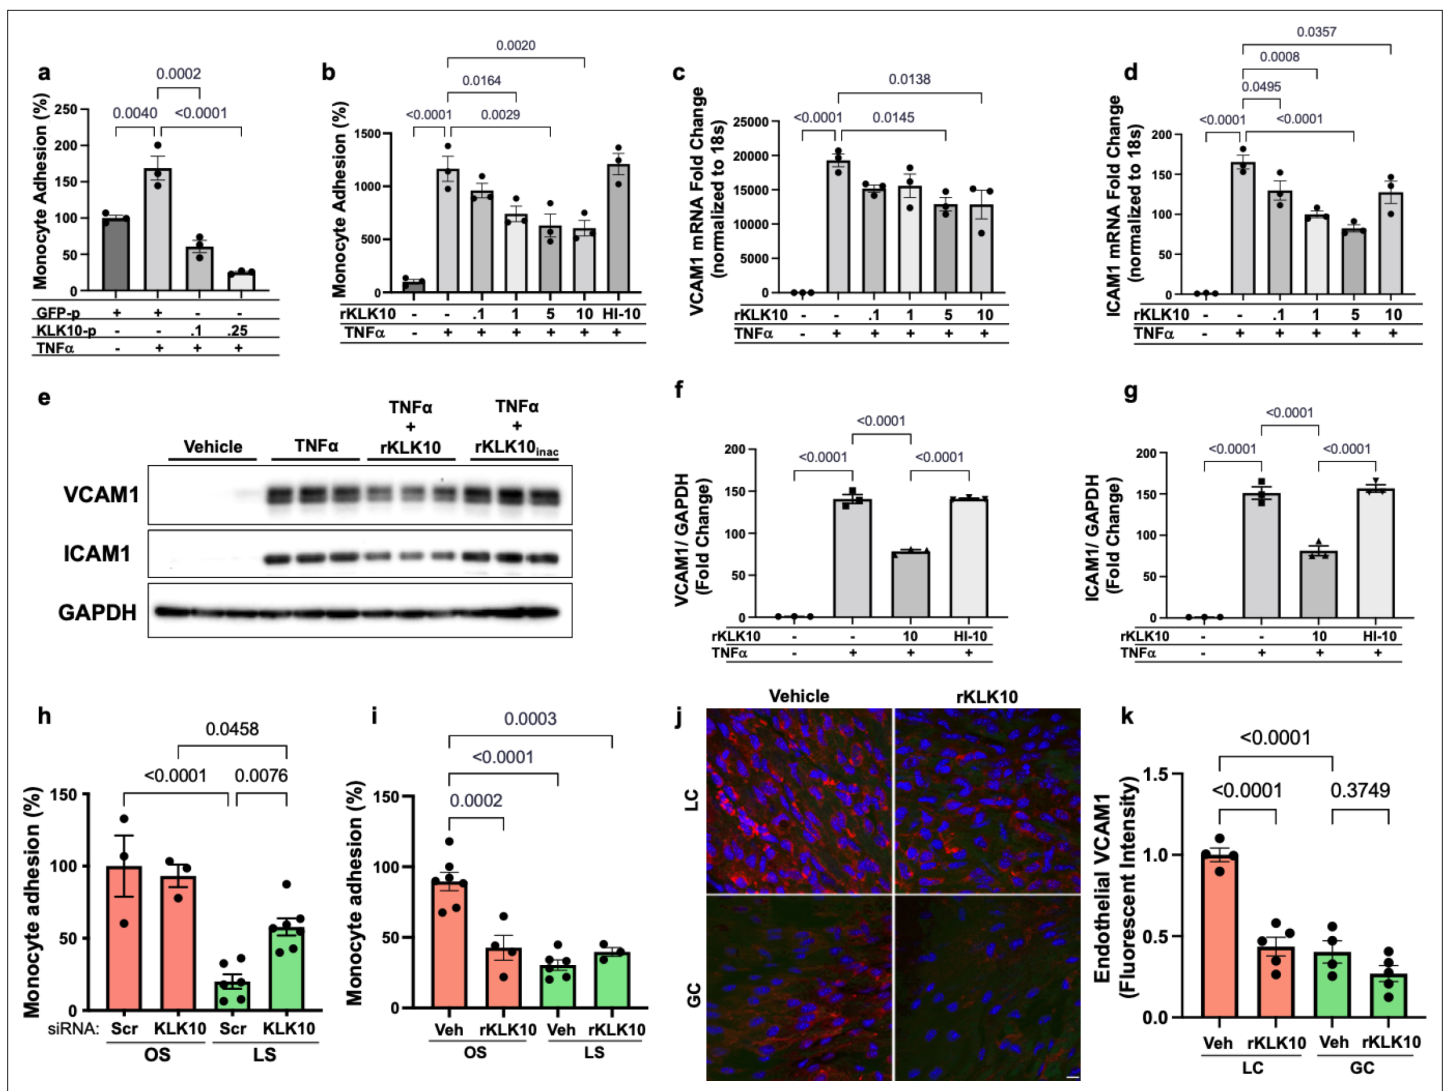 a
0.0002
0.0040
<0.0001
Monocyte Adhesion (%)
250
200
150
100
50
0
GFP-p + + - -
KLK10-p - - .1 .25
TNFα - + + +
b
0.0020
0.0164
<0.0001
0.0029
Monocyte Adhesion (%)
1500
1000
500
0
rKLK10 - - .1 1 5 10 HI-10
TNFα - + + + + + +
c
0.0138
<0.0001
0.0145
VCAM1 mRNA Fold Change
(normalized to 18s)
25000
20000
15000
10000
5000
0
rKLK10 - - .1 1 5 10
TNFα - + + + + +
d
0.0357
0.0008
0.0495
<0.0001
<0.0001
ICAM1 mRNA Fold Change
(normalized to 18s)
200
150
100
50
0
rKLK10 - - .1 1 5 10
TNFα - + + + + +
e
Vehicle
TNFα
TNFα
+
rKLK10
TNFα
+
rKLK10inac
VCAM1
ICAM1
GAPDH
f
<0.0001
<0.0001
<0.0001
VCAM1/ GAPDH
(Fold Change)
200
150
100
50
0
rKLK10 - - 10 HI-10
TNFα - + + +
g
<0.0001
<0.0001
<0.0001
ICAM1/ GAPDH
(Fold Change)
200
150
100
50
0
rKLK10 - - 10 HI-10
TNFα - + + +
h
0.0458
<0.0001
0.0076
Monocyte adhesion (%)
150
100
50
0
siRNA: Scr KLK10 Scr KLK10
OS LS
i
0.0003
<0.0001
0.0002
Monocyte adhesion (%)
150
100
50
0
Veh rKLK10 Veh rKLK10
OS LS
j
Vehicle rKLK10
LC
GC
k
<0.0001
<0.0001
0.3749
Endothelial VCAM1
(Fluorescent Intensity)
1.5
1.0
0.5
0.0
Veh rKLK10 Veh rKLK10
LC GC